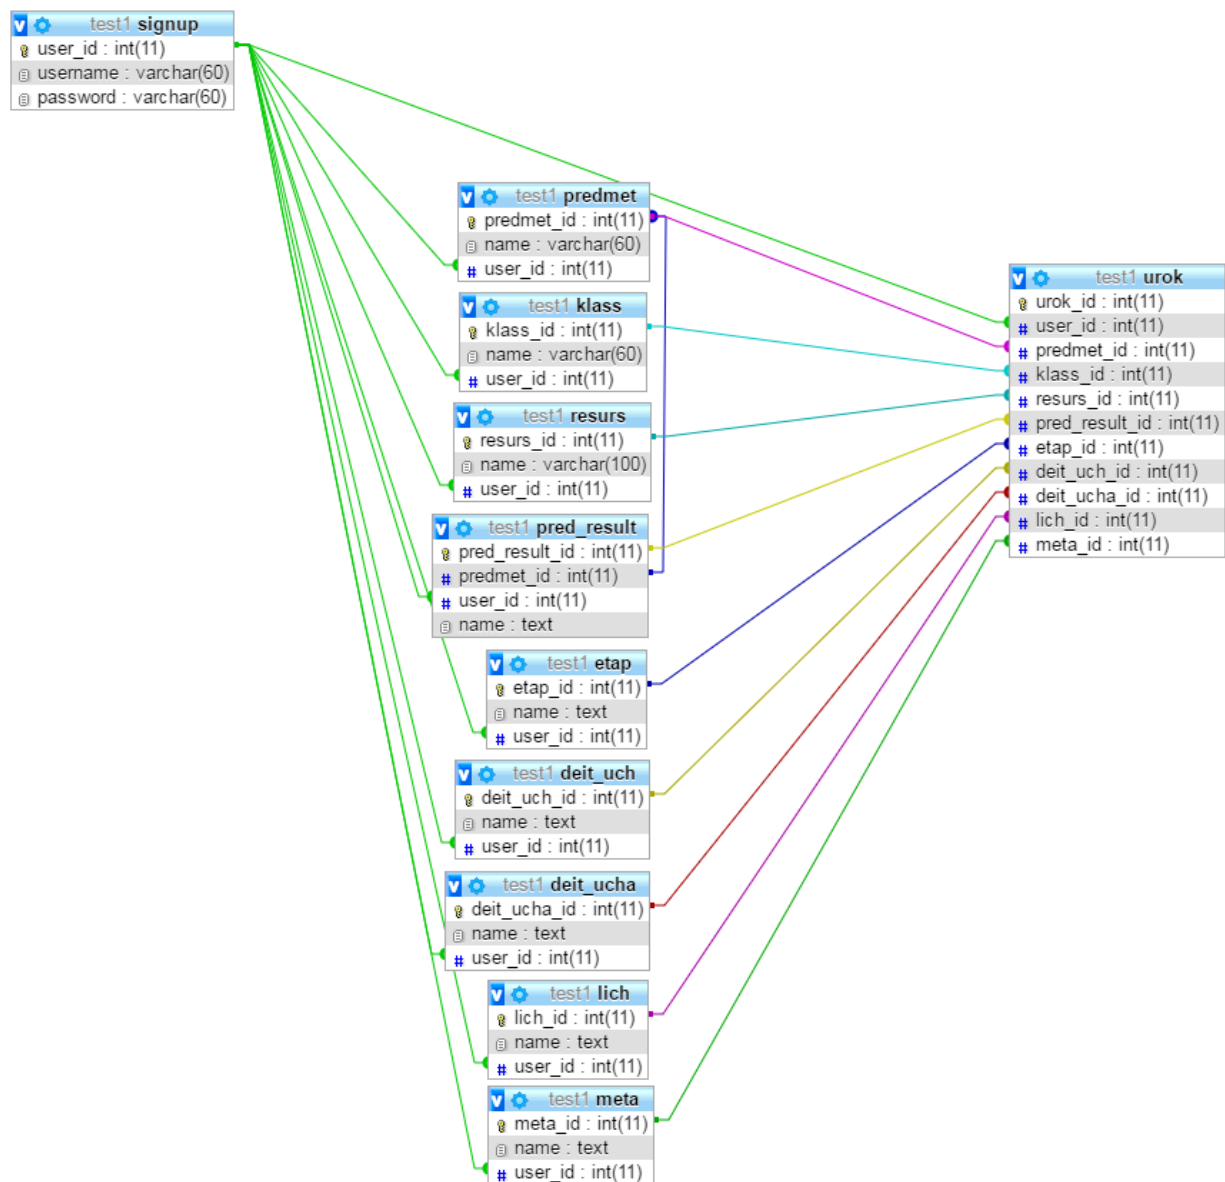 test1 signup
user_id : int(11)
username : varchar(60)
password : varchar(60)
test1 predmet
predmet_id : int(11)
name : varchar(60)
user_id : int(11)
test1 klass
klass_id : int(11)
name : varchar(60)
user_id : int(11)
test1 resurs
resurs_id : int(11)
name : varchar(100)
user_id : int(11)
test1 pred_result
pred_result_id : int(11)
predmet_id : int(11)
user_id : int(11)
name : text
test1 etap
etap_id : int(11)
name : text
user_id : int(11)
test1 deit_uch
deit_uch_id : int(11)
name : text
user_id : int(11)
test1 deit_ucha
deit_ucha_id : int(11)
name : text
user_id : int(11)
test1 lich
lich_id : int(11)
name : text
user_id : int(11)
test1 meta
meta_id : int(11)
name : text
user_id : int(11)
test1 urok
urok_id : int(11)
user_id : int(11)
predmet_id : int(11)
klass_id : int(11)
resurs_id : int(11)
pred_result_id : int(11)
etap_id : int(11)
deit_uch_id : int(11)
deit_ucha_id : int(11)
lich_id : int(11)
meta_id : int(11)